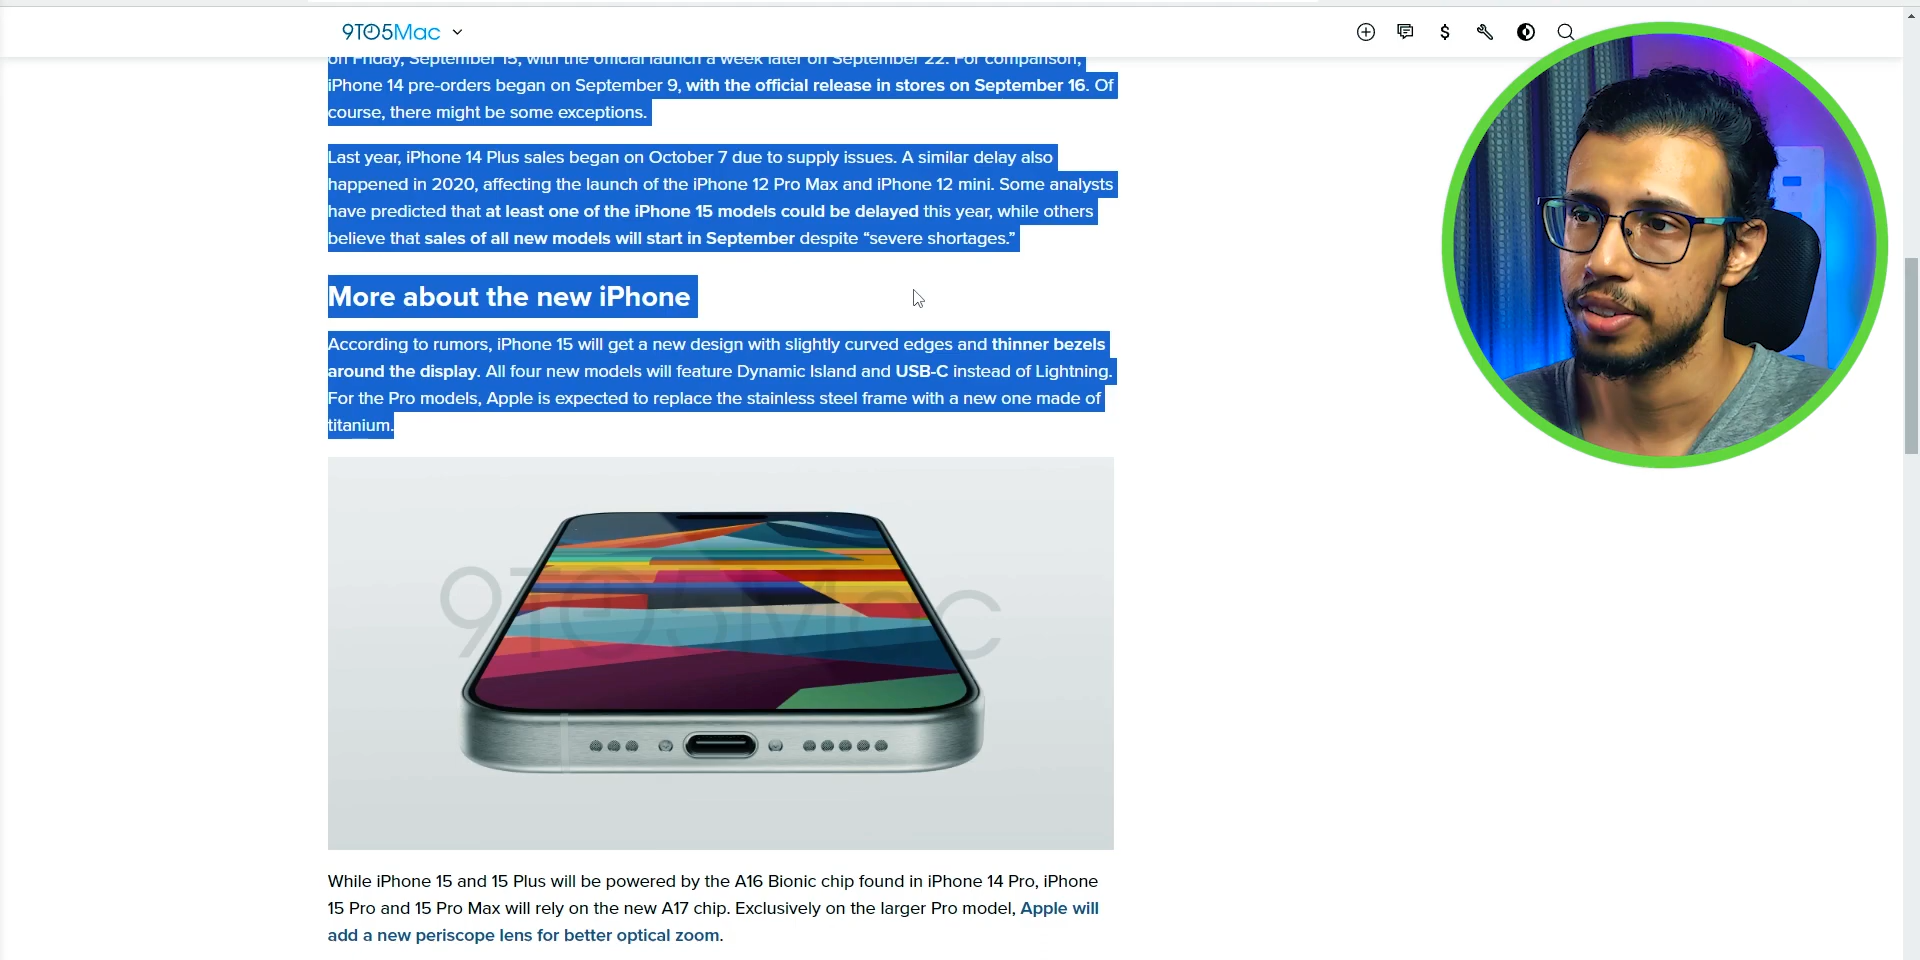 9TO5Mac
on Friday, September 15, with the official launch a week later on September 22. For comparison,
iPhone 14 pre-orders began on September 9, with the official release in stores on September 16. Of
course, there might be some exceptions.
Last year, iPhone 14 Plus sales began on October 7 due to supply issues. A similar delay also
happened in 2020, affecting the launch of the iPhone 12 Pro Max and iPhone 12 mini. Some analysts
have predicted that at least one of the iPhone 15 models could be delayed this year, while others
believe that sales of all new models will start in September despite “severe shortages.”
More about the new iPhone
According to rumors, iPhone 15 will get a new design with slightly curved edges and thinner bezels
around the display. All four new models will feature Dynamic Island and USB-C instead of Lightning.
For the Pro models, Apple is expected to replace the stainless steel frame with a new one made of
titanium.
9TO5Mac
While iPhone 15 and 15 Plus will be powered by the A16 Bionic chip found in iPhone 14 Pro, iPhone
15 Pro and 15 Pro Max will rely on the new A17 chip. Exclusively on the larger Pro model, Apple will
add a new periscope lens for better optical zoom.